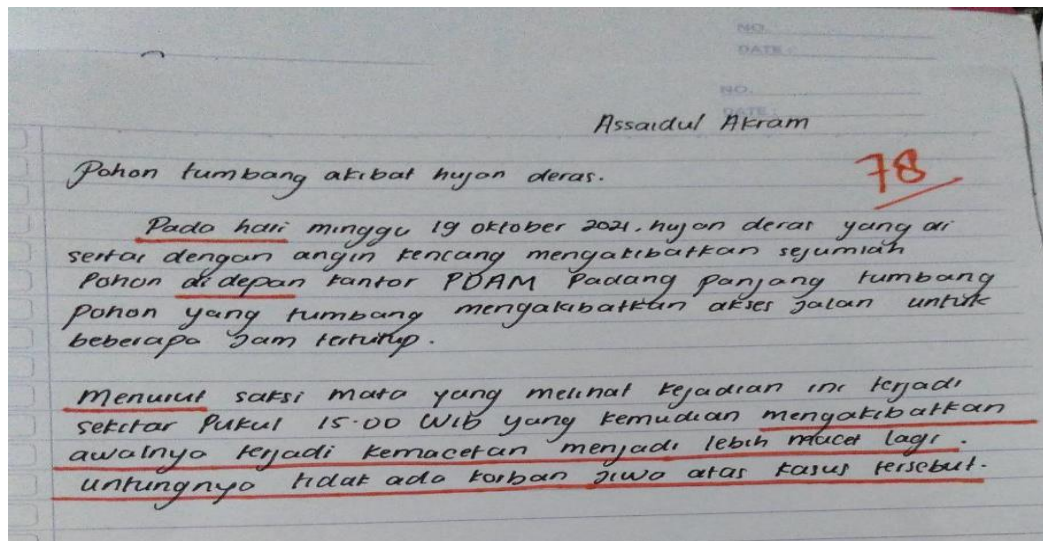 NO.
DATE :
NO.
DATE :
Assaidul Akram
78
Pohon tumbang akibat hujan deras.
Pada hari minggu 19 oktober 2021. hujan deras yang di
sertai dengan angin kencang mengakibatkan sejumlah
Pohon di depan kantor PDAM Padang Panjang tumbang
Pohon yang tumbang mengakibatkan akses jalan untuk
beberapa jam tertutup.
Menurut saksi mata yang melihat kejadian ini terjadi
sekitar Pukul 15.00 Wib yang kemudian mengakibatkan
awalnya terjadi kemacetan menjadi lebih macet lagi.
untungnya tidak ada korban jiwa atas kasus tersebut.